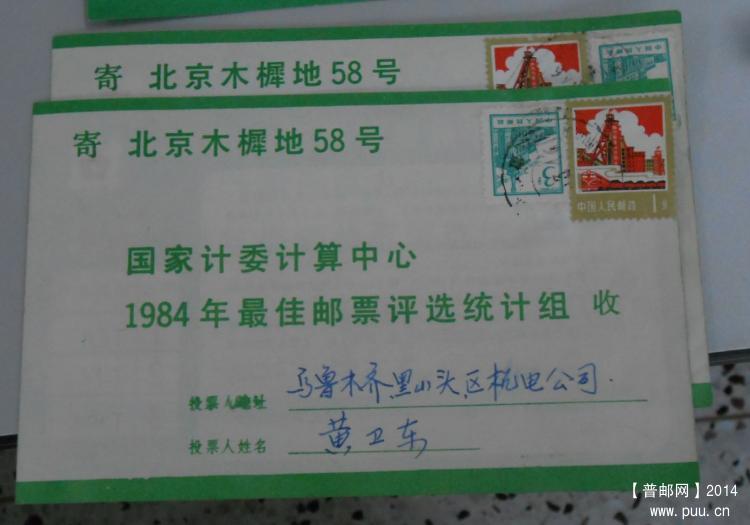 寄 北京木樨地58号
寄 北京木樨地58号
3
中国人民邮政 1分
国家计委计算中心
1984年最佳邮票评选统计组 收
投票人地址 乌鲁木齐黑山头区机电公司.
投票人姓名 黄卫东
【普邮网】2014
www.puu.cn